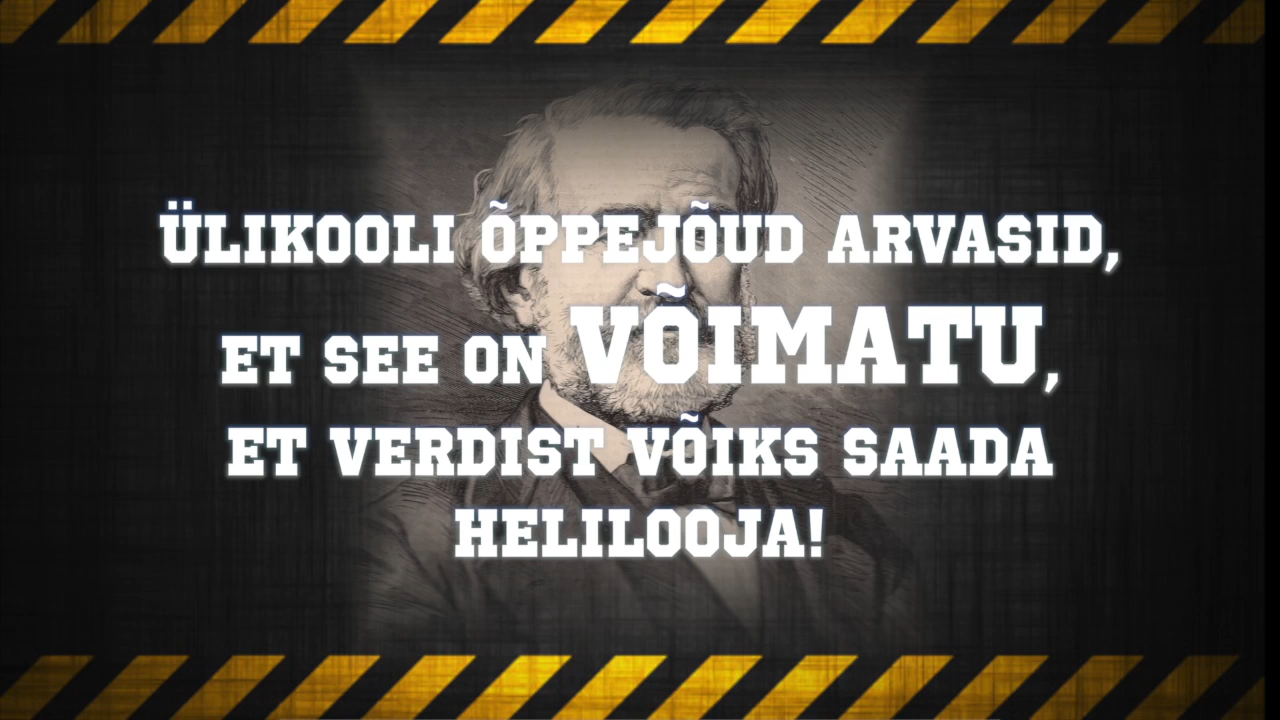 ÜLIKOOLI ÕPPEJÕUD ARVASID,
ET SEE ON VÕIMATU,
ET VERDIST VÕIKS SAADA
HELILOOJA!